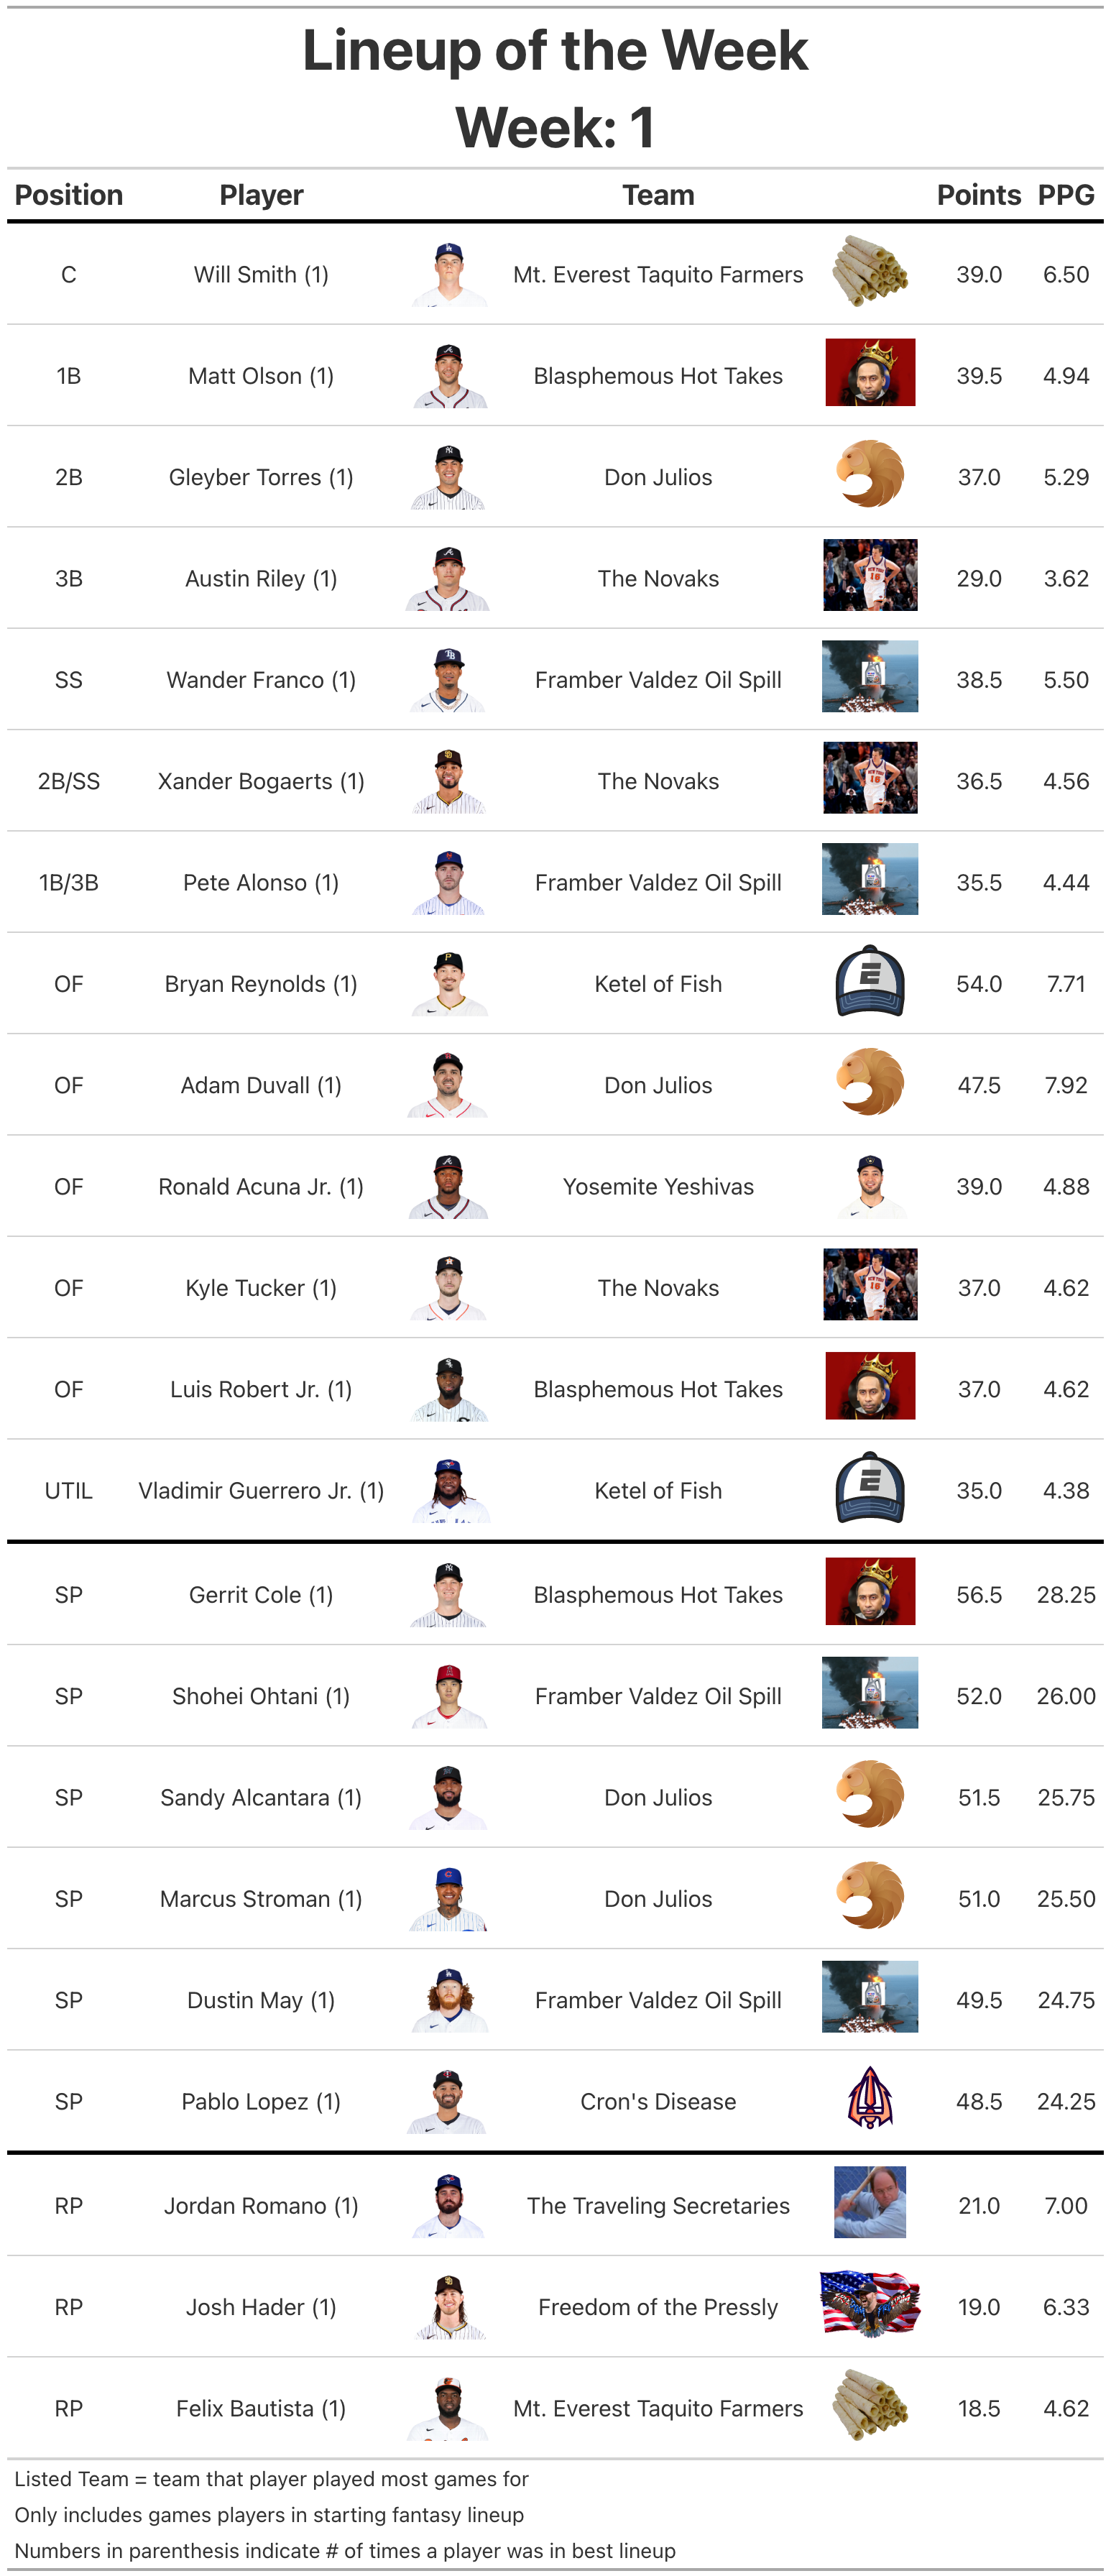 Lineup of the Week
Week: 1
Position Player Team Points PPG
C Will Smith (1) Mt. Everest Taquito Farmers 39.0 6.50
1B Matt Olson (1) Blasphemous Hot Takes 39.5 4.94
2B Gleyber Torres (1) Don Julios 37.0 5.29
3B Austin Riley (1) The Novaks 29.0 3.62
SS Wander Franco (1) Framber Valdez Oil Spill 38.5 5.50
2B/SS Xander Bogaerts (1) The Novaks 36.5 4.56
1B/3B Pete Alonso (1) Framber Valdez Oil Spill 35.5 4.44
OF Bryan Reynolds (1) Ketel of Fish 54.0 7.71
OF Adam Duvall (1) Don Julios 47.5 7.92
OF Ronald Acuna Jr. (1) Yosemite Yeshivas 39.0 4.88
OF Kyle Tucker (1) The Novaks 37.0 4.62
OF Luis Robert Jr. (1) Blasphemous Hot Takes 37.0 4.62
UTIL Vladimir Guerrero Jr. (1) Ketel of Fish 35.0 4.38
SP Gerrit Cole (1) Blasphemous Hot Takes 56.5 28.25
SP Shohei Ohtani (1) Framber Valdez Oil Spill 52.0 26.00
SP Sandy Alcantara (1) Don Julios 51.5 25.75
SP Marcus Stroman (1) Don Julios 51.0 25.50
SP Dustin May (1) Framber Valdez Oil Spill 49.5 24.75
SP Pablo Lopez (1) Cron's Disease 48.5 24.25
RP Jordan Romano (1) The Traveling Secretaries 21.0 7.00
RP Josh Hader (1) Freedom of the Pressly 19.0 6.33
RP Felix Bautista (1) Mt. Everest Taquito Farmers 18.5 4.62
Listed Team = team that player played most games for
Only includes games players in starting fantasy lineup
Numbers in parenthesis indicate # of times a player was in best lineup